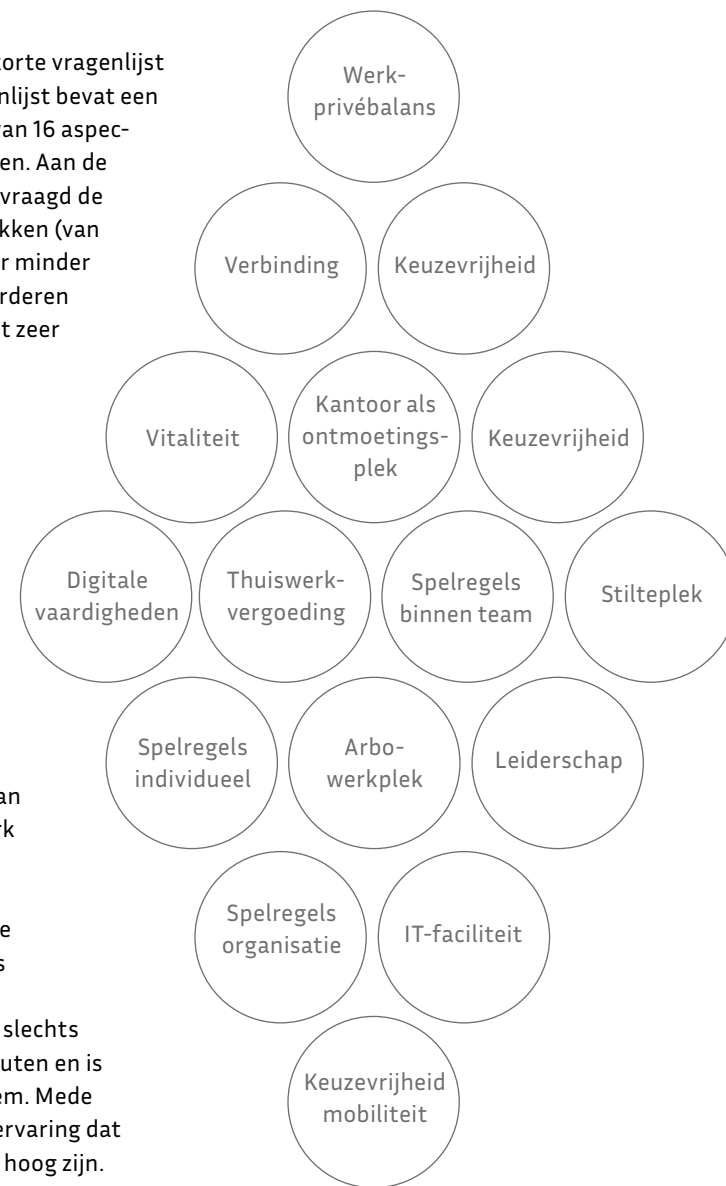 korte vragenlijst
nlijst bevat een
van 16 aspec-
en. Aan de
vraagd de
kken (van
r minder
rderen
t zeer
an
rk
e
s
slechts
uten en is
em. Mede
ervaring dat
hoog zijn.
Werk-
privébalans
Verbinding
Keuzevrijheid
Vitaliteit
Kantoor als
ontmoetings-
plek
Keuzevrijheid
Digitale
vaardigheden
Thuiswerk-
vergoeding
Spelregels
binnen team
Stilteplek
Spelregels
individueel
Arbo-
werkplek
Leiderschap
Spelregels
organisatie
IT-faciliteit
Keuzevrijheid
mobiliteit